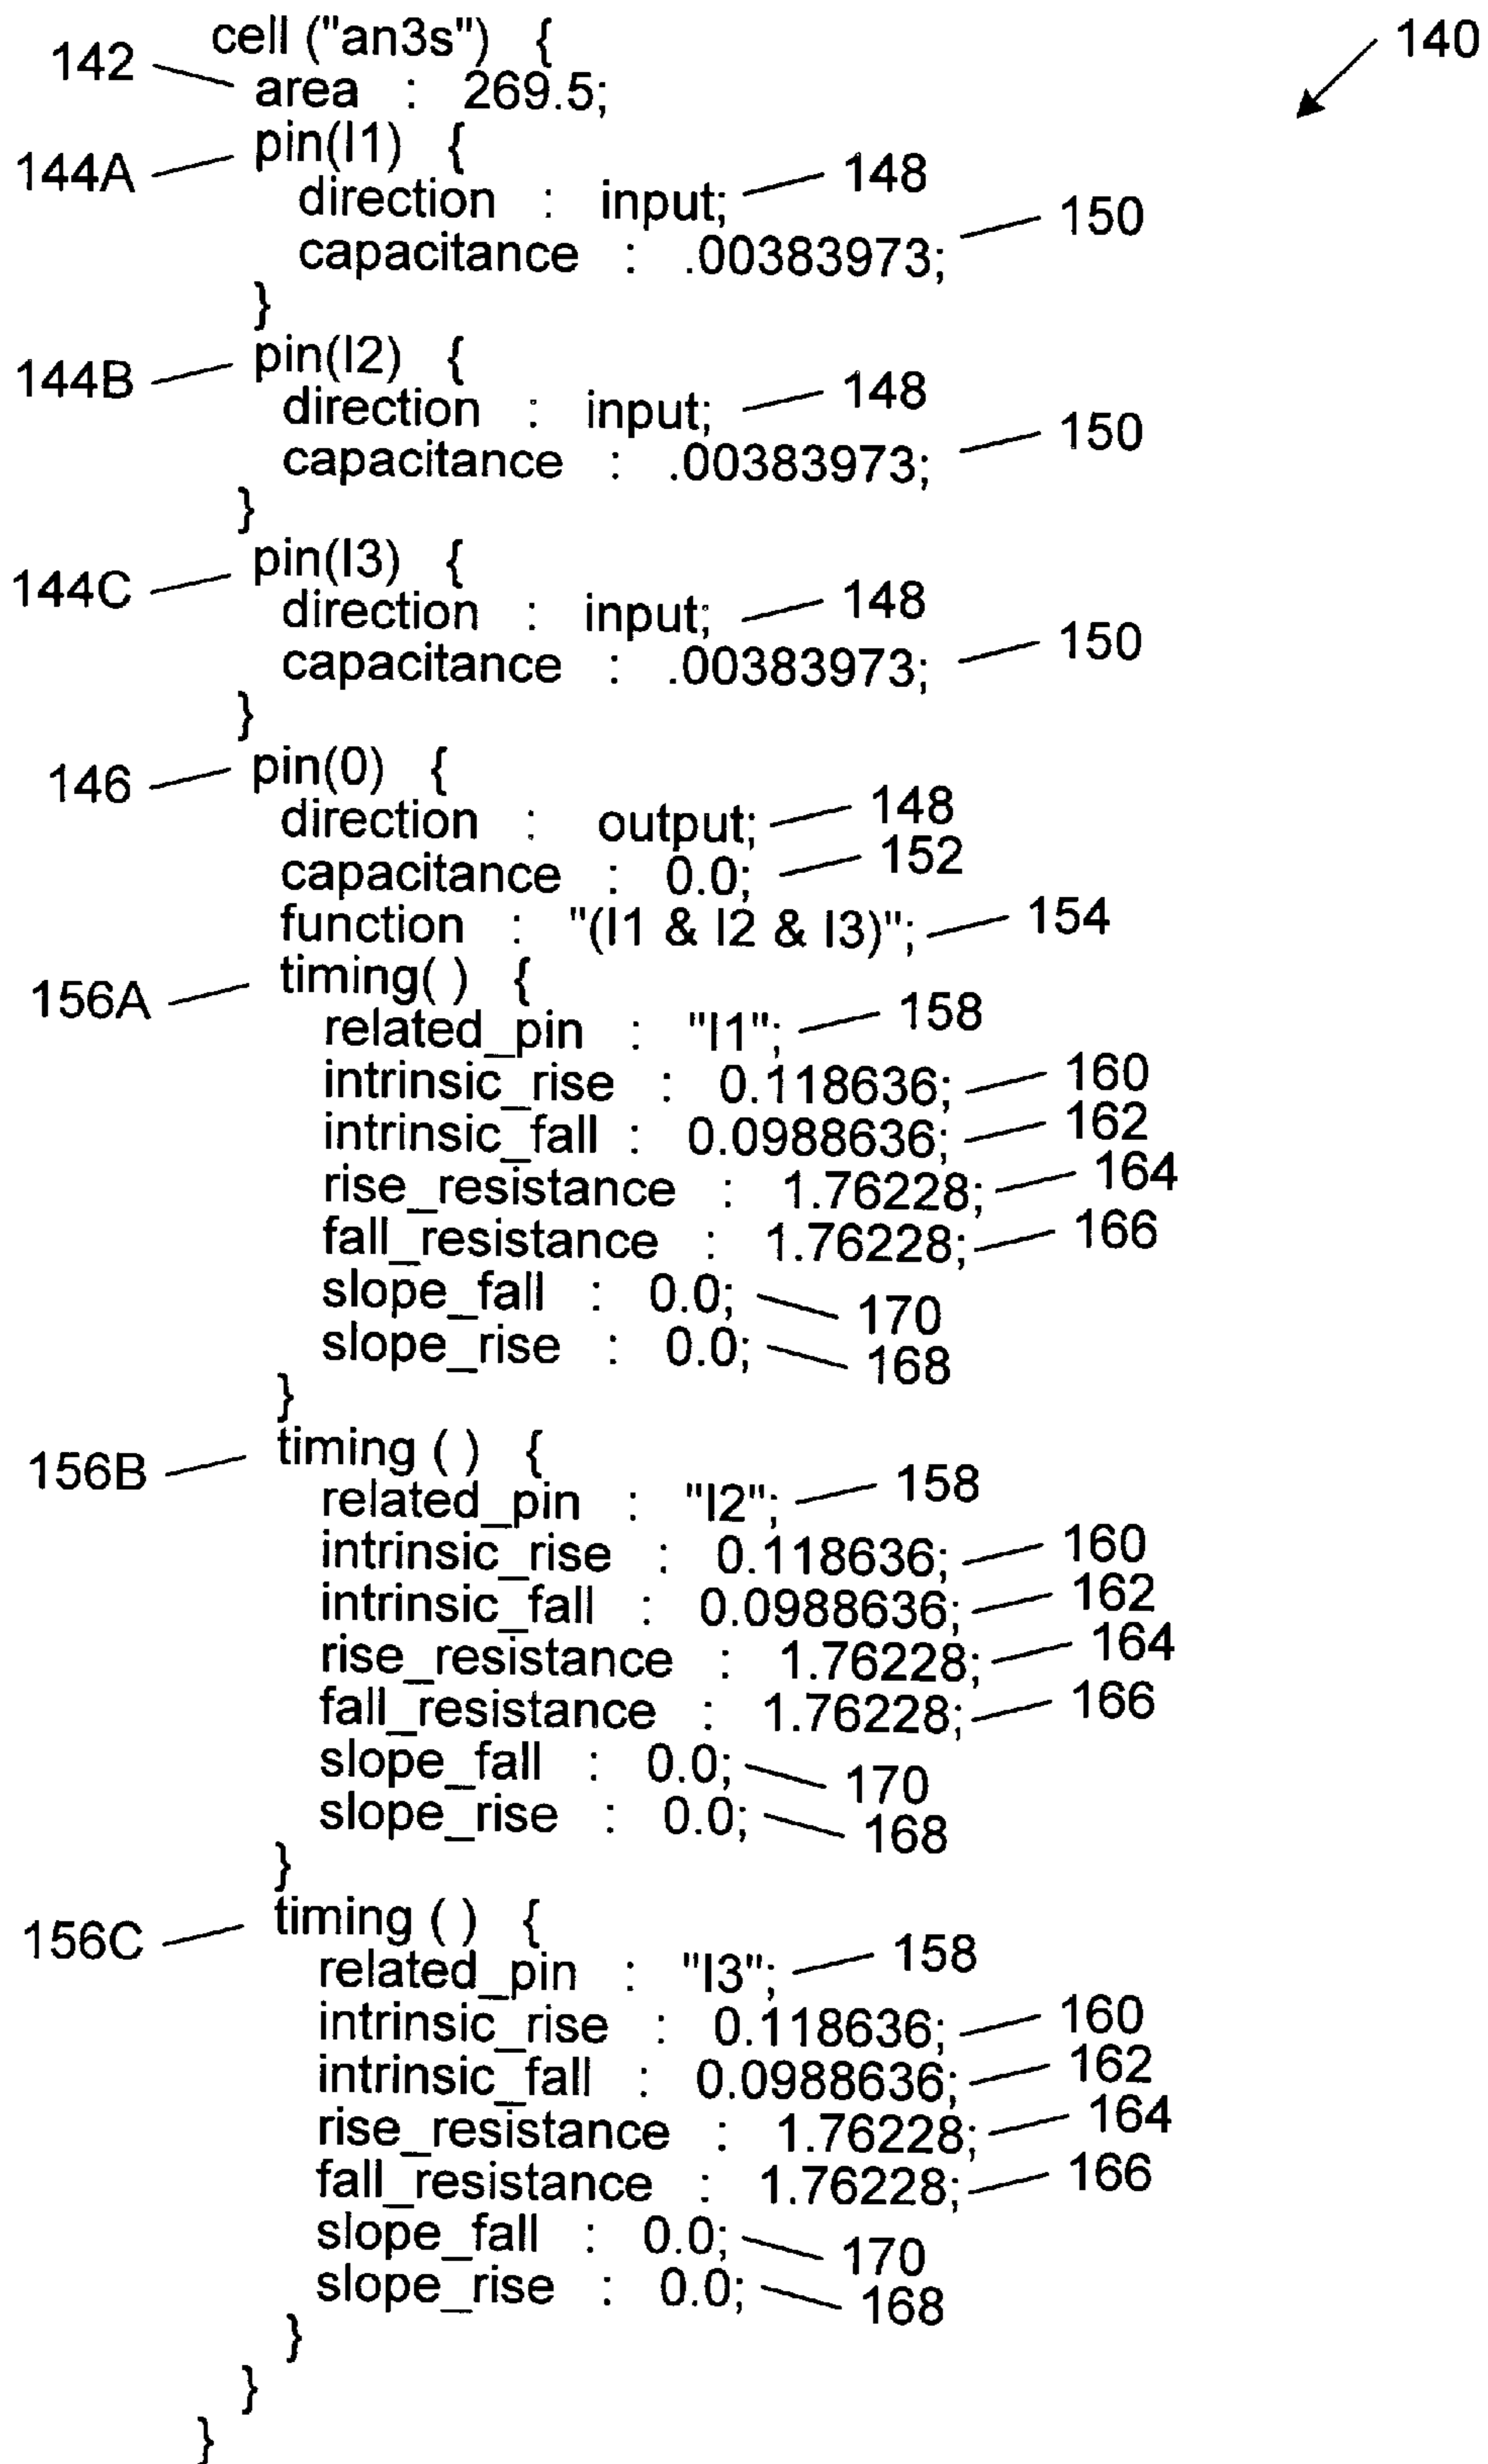 cell ("an3s") { 140
142 area : 269.5;
144A pin(I1) {
direction : input; 148
capacitance : .00383973; 150
}
144B pin(I2) {
direction : input; 148
capacitance : .00383973; 150
}
144C pin(I3) {
direction : input; 148
capacitance : .00383973; 150
}
146 pin(0) {
direction : output; 148
capacitance : 0.0; 152
function : "(I1 & I2 & I3)"; 154
156A timing( ) {
related_pin : "I1"; 158
intrinsic_rise : 0.118636; 160
intrinsic_fall : 0.0988636; 162
rise_resistance : 1.76228; 164
fall_resistance : 1.76228; 166
slope_fall : 0.0; 170
slope_rise : 0.0; 168
}
156B timing ( ) {
related_pin : "I2"; 158
intrinsic_rise : 0.118636; 160
intrinsic_fall : 0.0988636; 162
rise_resistance : 1.76228; 164
fall_resistance : 1.76228; 166
slope_fall : 0.0; 170
slope_rise : 0.0; 168
}
156C timing ( ) {
related_pin : "I3"; 158
intrinsic_rise : 0.118636; 160
intrinsic_fall : 0.0988636; 162
rise_resistance : 1.76228; 164
fall_resistance : 1.76228; 166
slope_fall : 0.0; 170
slope_rise : 0.0; 168
}
}
}